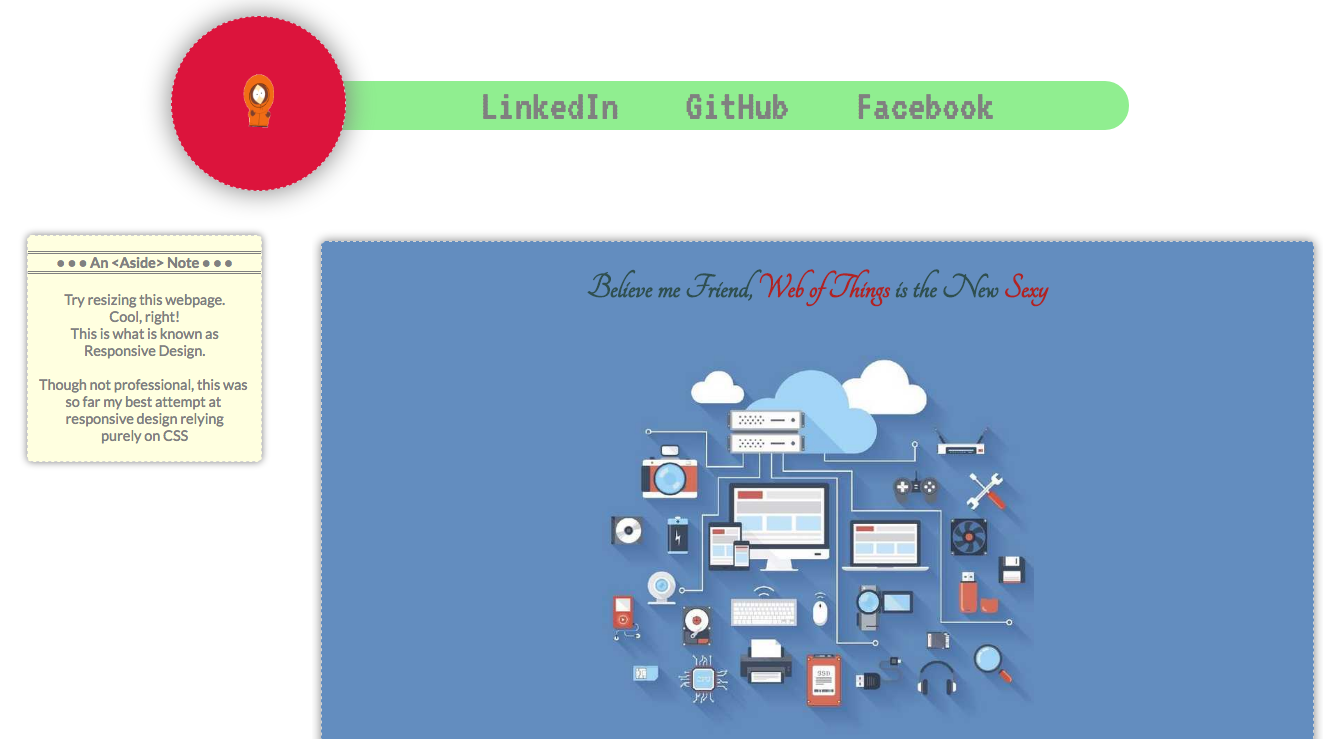 LinkedIn GitHub Facebook
• • • An <Aside> Note • • •
Try resizing this webpage.
Cool, right!
This is what is known as
Responsive Design.
Though not professional, this was
so far my best attempt at
responsive design relying
purely on CSS
Believe me Friend, Web of Things is the New Sexy
SSD